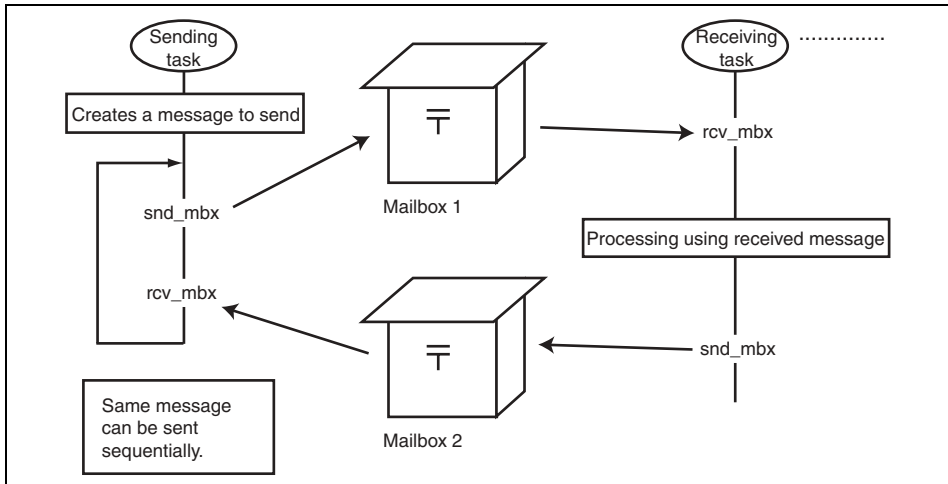 Sending
task
Receiving
task
..............
Creates a message to send
〒
rcv_mbx
snd_mbx
Mailbox 1
Processing using received message
rcv_mbx
〒
snd_mbx
Same message
can be sent
sequentially.
Mailbox 2